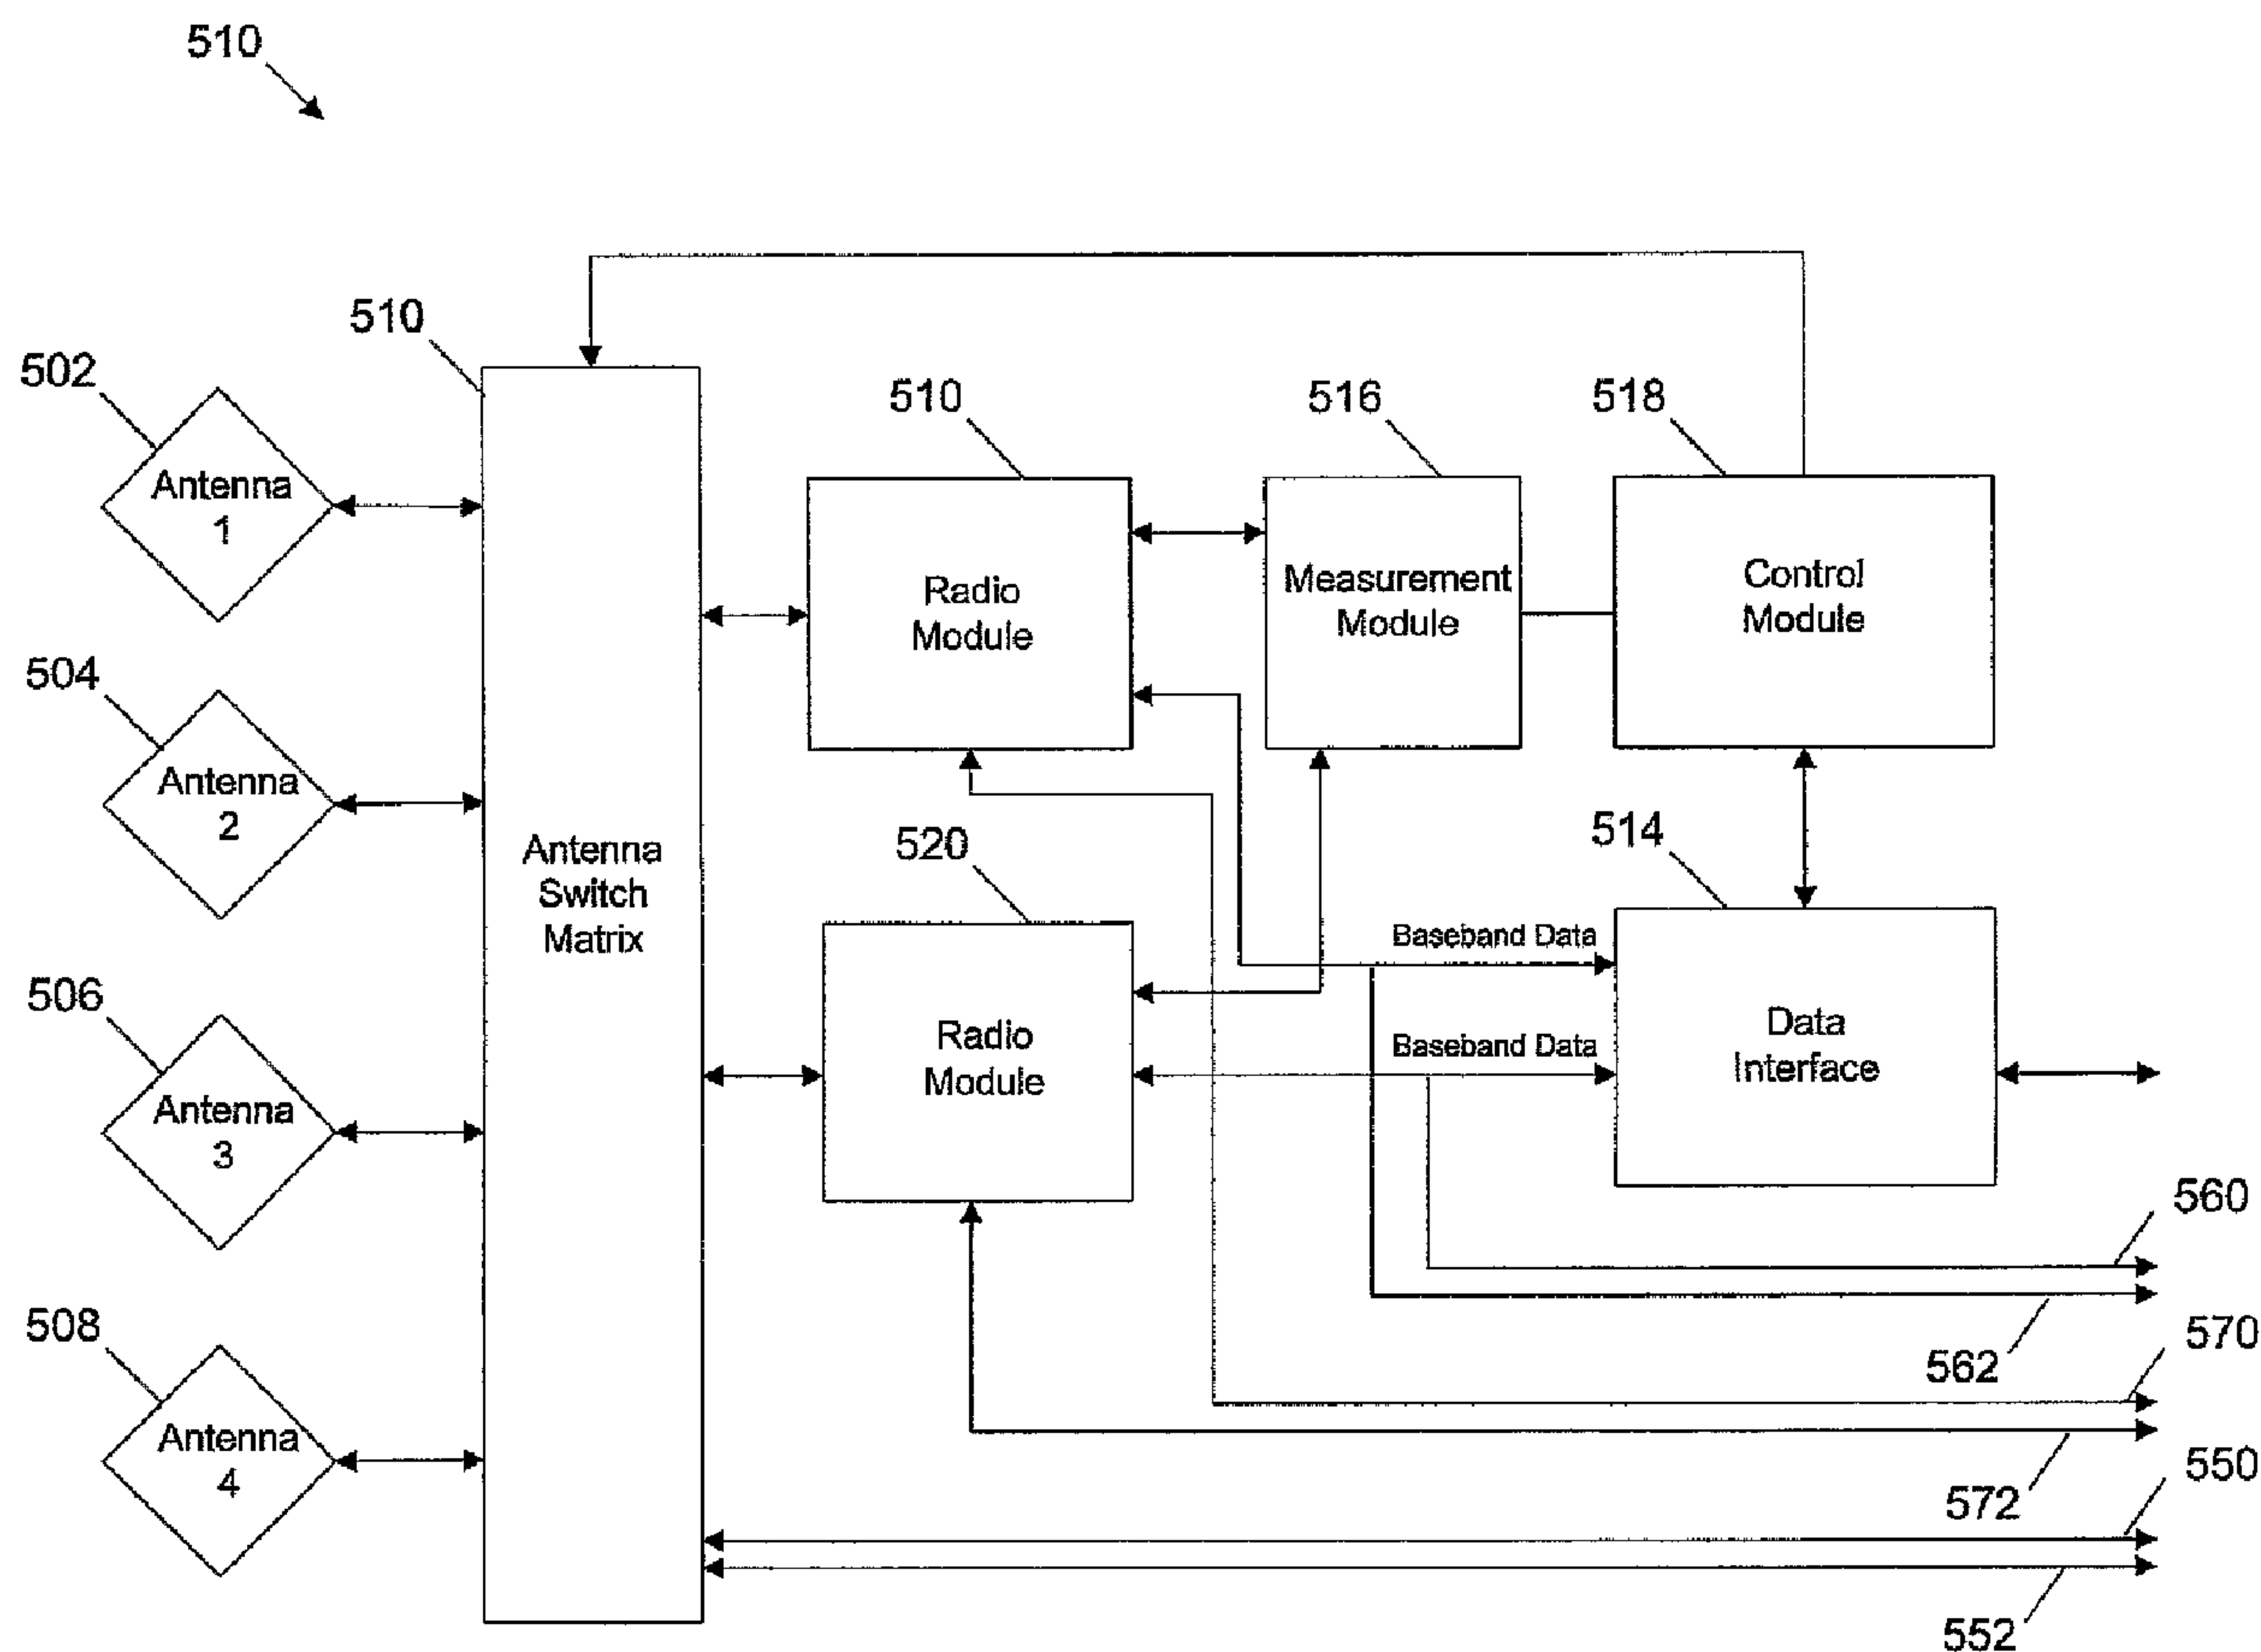 510
510
502
Antenna
1
504
Antenna
2
506
Antenna
3
508
Antenna
4
Antenna
Switch
Matrix
510
Radio
Module
516
Measurement
Module
518
Control
Module
520
Radio
Module
514
Data
Interface
Baseband Data
Baseband Data
560
562
570
572
550
552